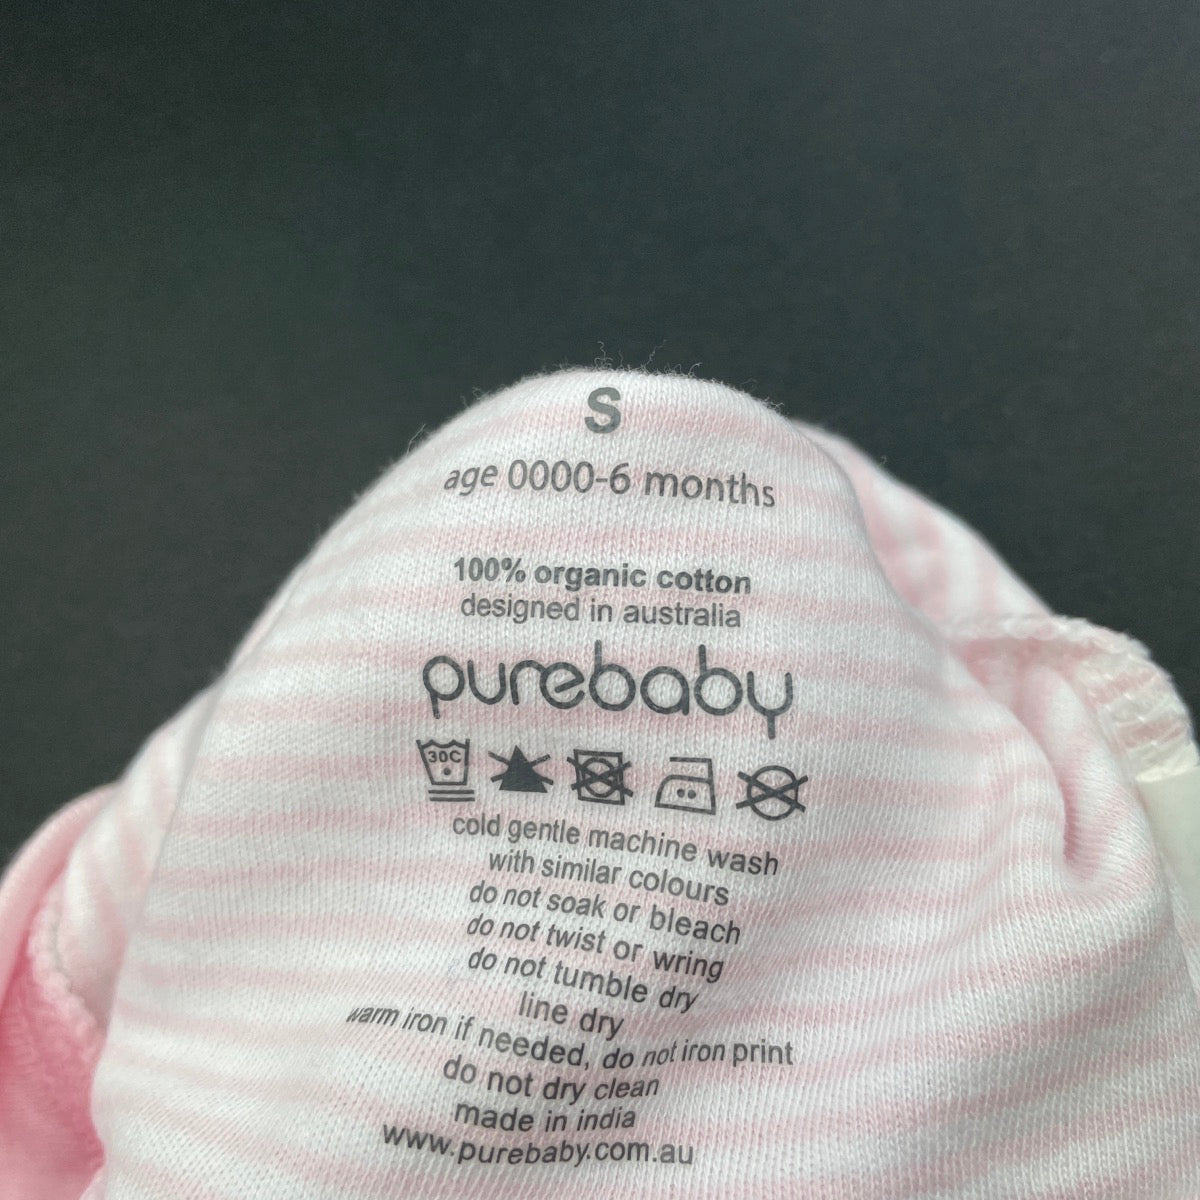 S
age 0000-6 months
100% organic cotton
designed in australia
purebaby
30C
cold gentle machine wash
with similar colours
do not soak or bleach
do not twist or wring
do not tumble dry
line dry
warm iron if needed, do not iron print
do not dry clean
made in india
www.purebaby.com.au